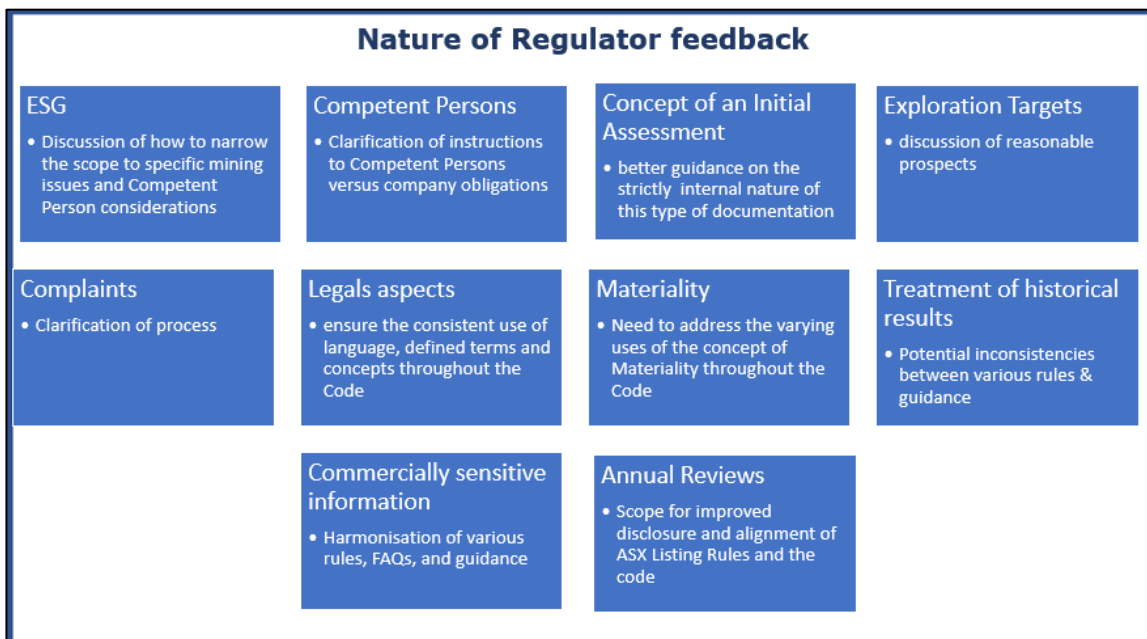 Nature of Regulator feedback
ESG
• Discussion of how to narrow
the scope to specific mining
issues and Competent
Person considerations
Competent Persons
• Clarification of instructions
to Competent Persons
versus company obligations
Concept of an Initial
Assessment
• better guidance on the
strictly internal nature of
this type of documentation
Exploration Targets
• discussion of reasonable
prospects
Complaints
• Clarification of process
Legals aspects
• ensure the consistent use of
language, defined terms and
concepts throughout the
Code
Materiality
• Need to address the varying
uses of the concept of
Materiality throughout the
Code
Treatment of historical
results
• Potential inconsistencies
between various rules &
guidance
Commercially sensitive
information
• Harmonisation of various
rules, FAQs, and guidance
Annual Reviews
• Scope for improved
disclosure and alignment of
ASX Listing Rules and the
code